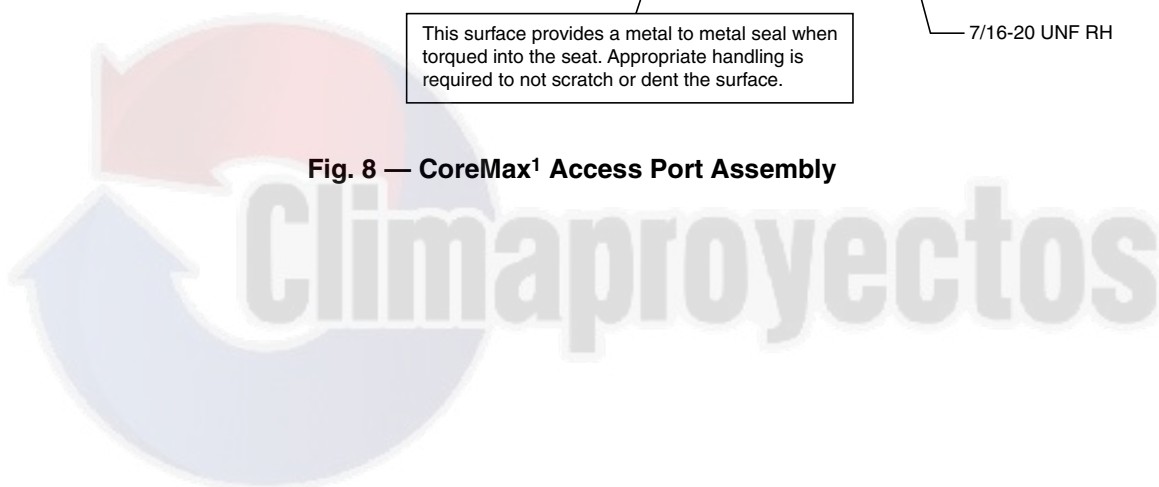 This surface provides a metal to metal seal when
torqued into the seat. Appropriate handling is
required to not scratch or dent the surface.
7/16-20 UNF RH
Fig. 8 — CoreMax¹ Access Port Assembly
Climaproyectos